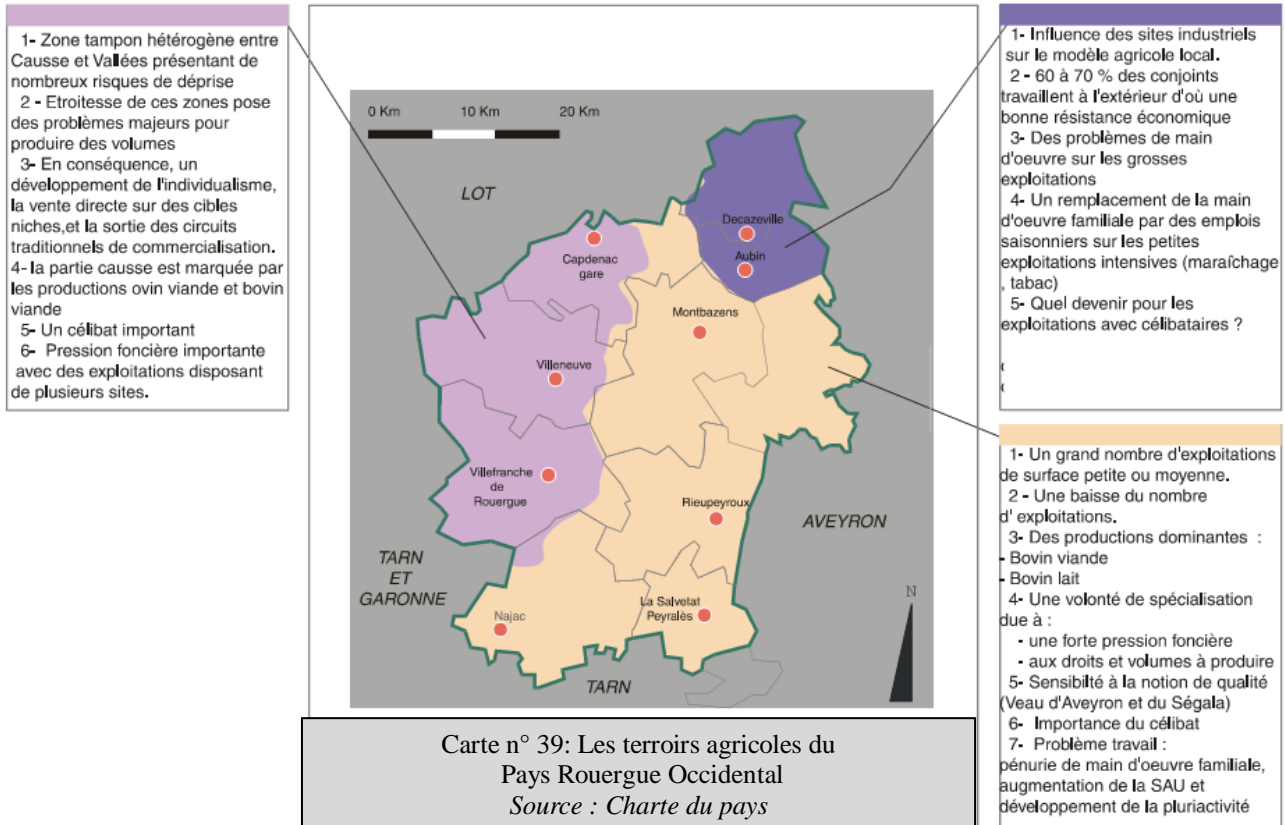 1- Zone tampon hétérogène entre
Causse et Vallées présentant de
nombreux risques de déprise
2 - Etroitesse de ces zones pose
des problèmes majeurs pour
produire des volumes
3- En conséquence, un
développement de l'individualisme,
la vente directe sur des cibles
niches,et la sortie des circuits
traditionnels de commercialisation.
4- la partie causse est marquée par
les productions ovin viande et bovin
viande
5- Un célibat important
6- Pression foncière importante
avec des exploitations disposant
de plusieurs sites.
0 Km 10 Km 20 Km
LOT
Decazeville
Aubin
Capdenac
gare
Montbazens
Villeneuve
Villefranche
de
Rouergue
Rieupeyroux
AVEYRON
TARN
ET
GARONNE
Najac
La Salvetat
Peyralès
N
TARN
Carte n° 39: Les terroirs agricoles du
Pays Rouergue Occidental
Source : Charte du pays
1- Influence des sites industriels
sur le modèle agricole local.
2 - 60 à 70 % des conjoints
travaillent à l'extérieur d'où une
bonne résistance économique
3- Des problèmes de main
d'oeuvre sur les grosses
exploitations
4- Un remplacement de la main
d'oeuvre familiale par des emplois
saisonniers sur les petites
exploitations intensives (maraîchage
, tabac)
5- Quel devenir pour les
exploitations avec célibataires ?
1- Un grand nombre d'exploitations
de surface petite ou moyenne.
2 - Une baisse du nombre
d' exploitations.
3- Des productions dominantes :
- Bovin viande
- Bovin lait
4- Une volonté de spécialisation
due à :
- une forte pression foncière
- aux droits et volumes à produire
5- Sensibilté à la notion de qualité
(Veau d'Aveyron et du Ségala)
6- Importance du célibat
7- Problème travail :
pénurie de main d'oeuvre familiale,
augmentation de la SAU et
développement de la pluriactivité